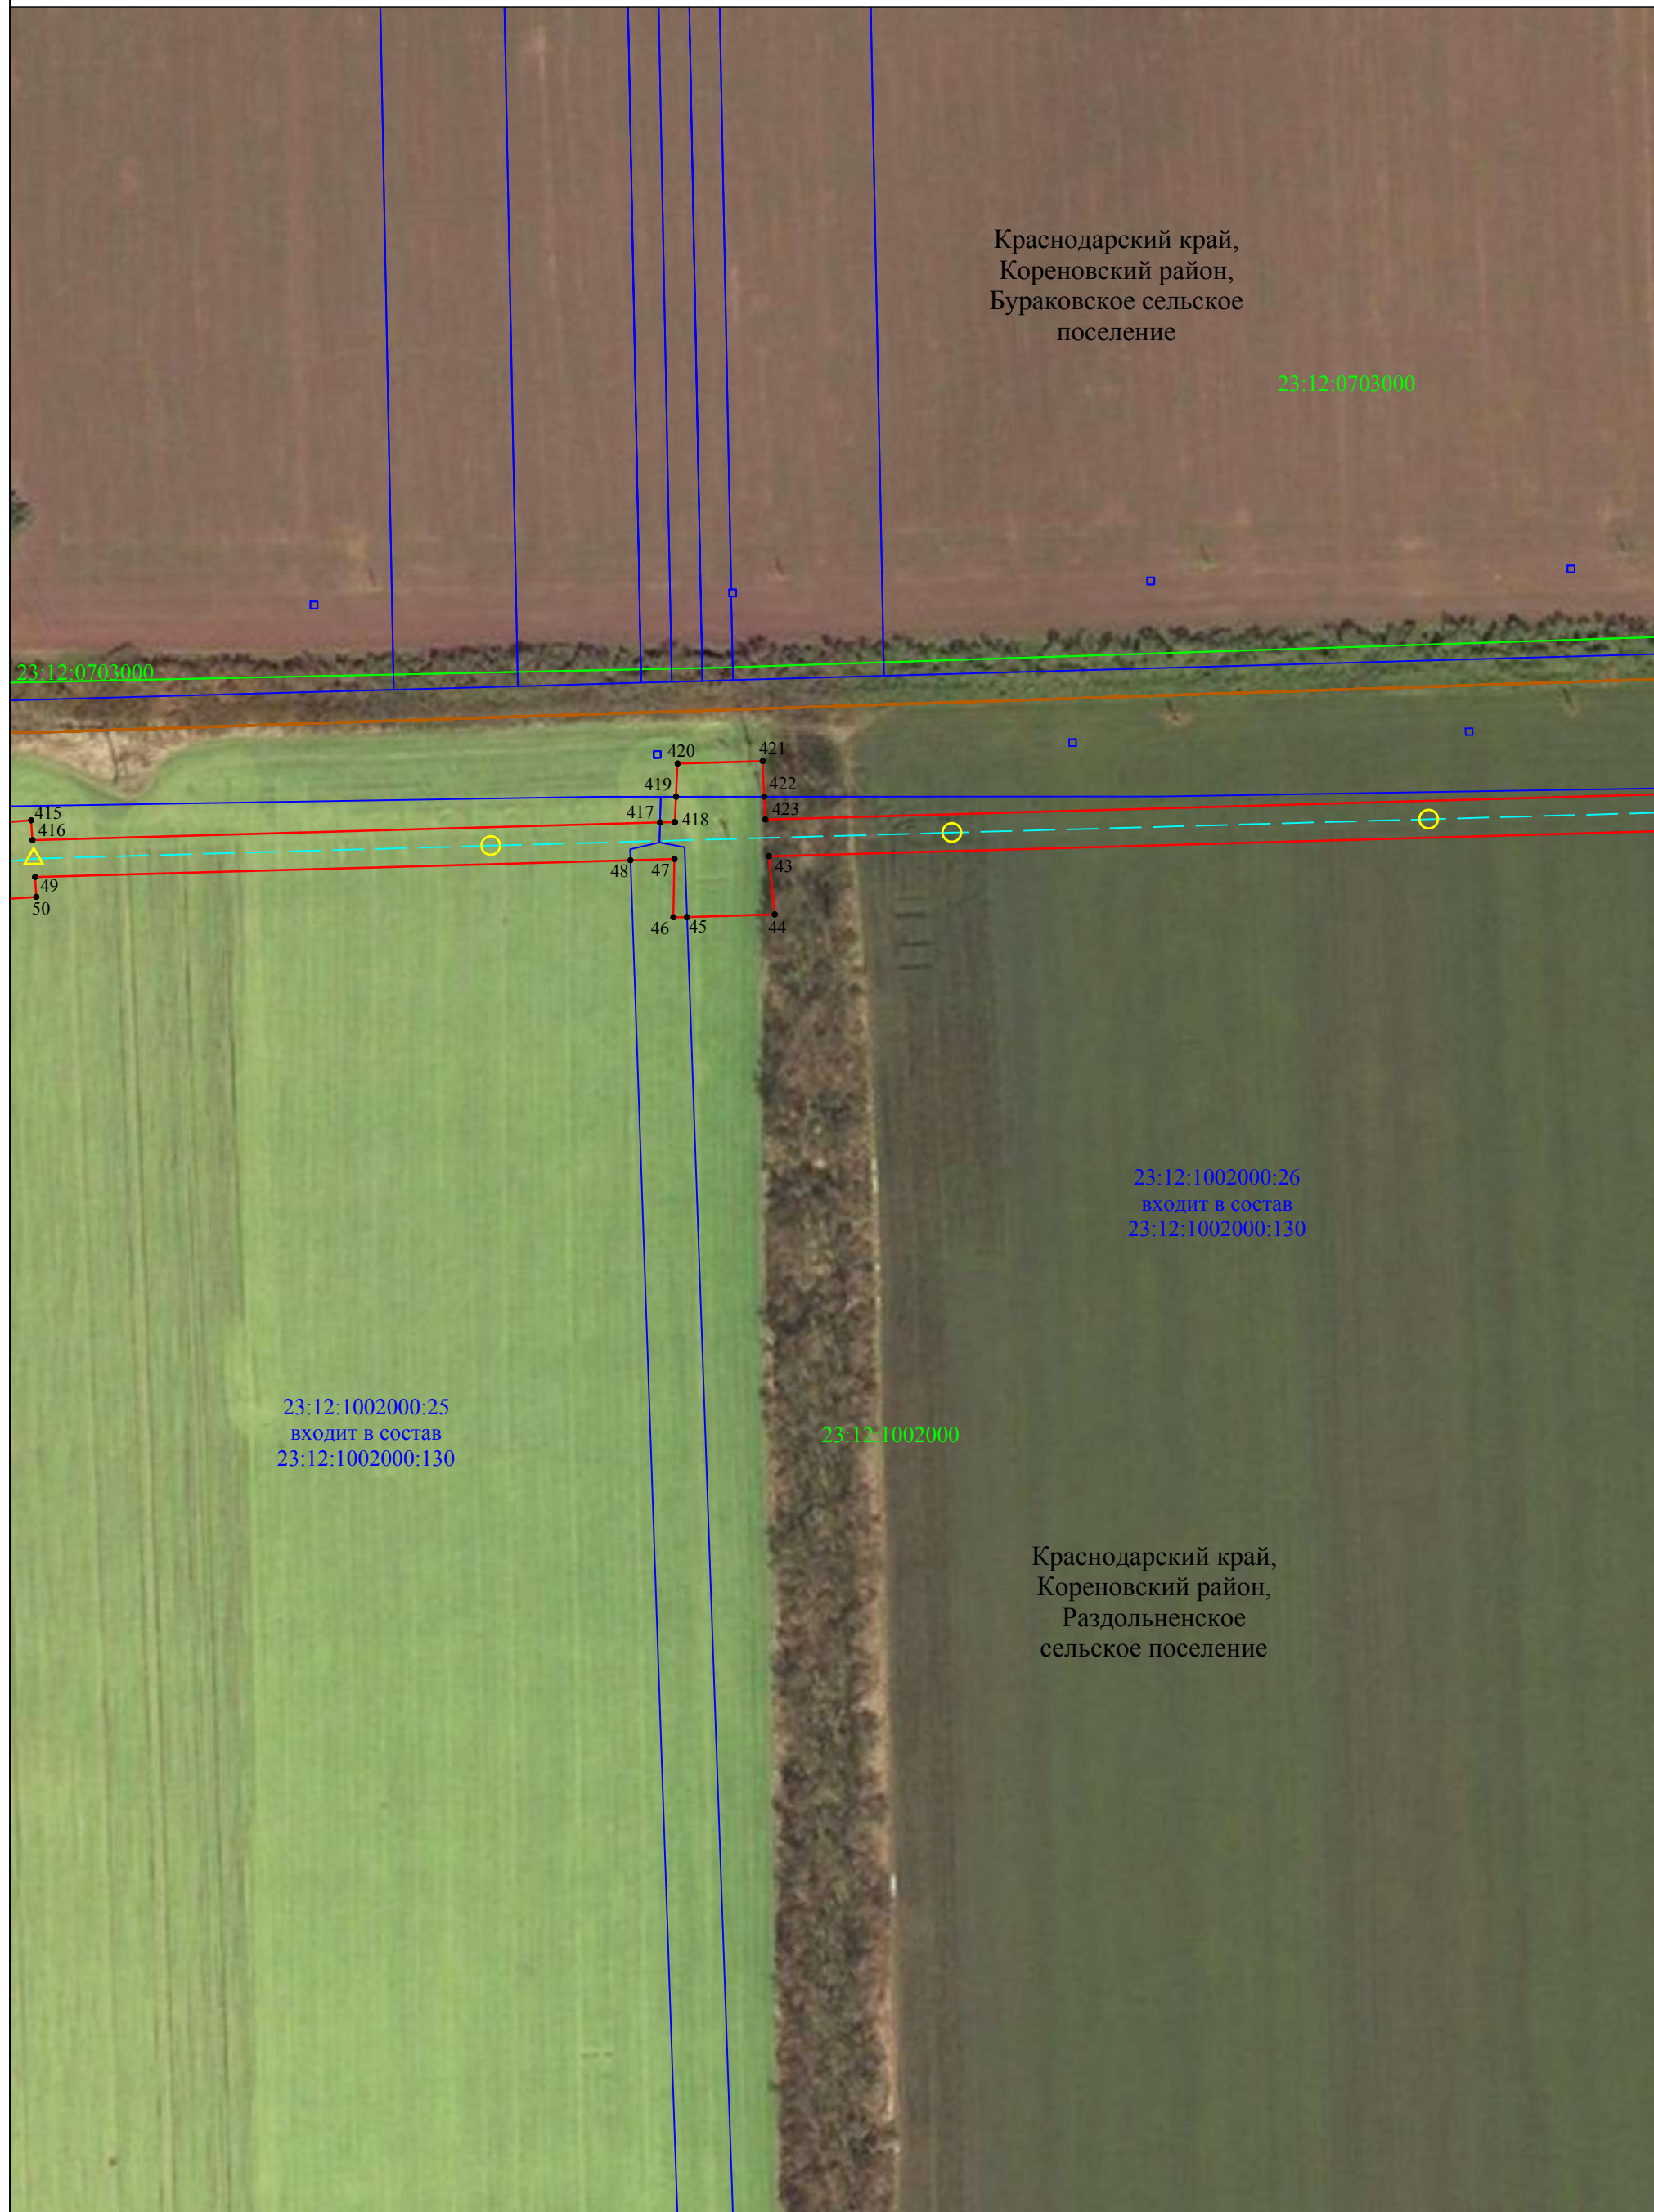 Краснодарский край,
Кореновский район,
Бураковское сельское
поселение
23:12:0703000
23:12:0703000
420
421
419
422
415
417
418
423
416
48
47
43
49
50
46
45
44
23:12:1002000:26
входит в состав
23:12:1002000:130
23:12:1002000:25
входит в состав
23:12:1002000:130
23:12:1002000
Краснодарский край,
Кореновский район,
Раздольненское
сельское поселение